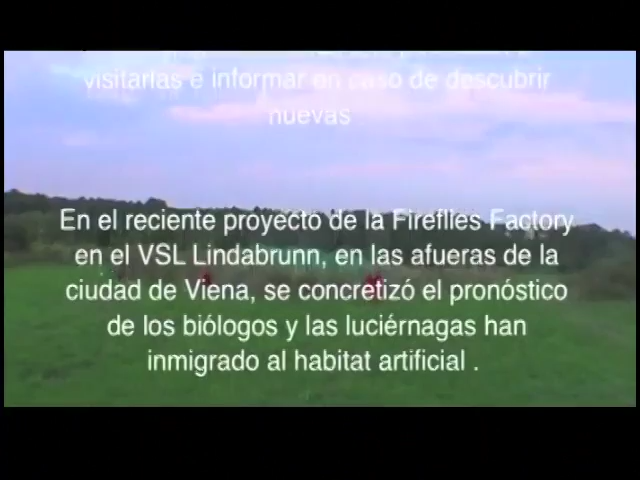 visitarlas e informar en caso de descubrir
nuevas
En el reciente proyecto de la Fireflies Factory
en el VSL Lindabrunn, en las afueras de la
ciudad de Viena, se concretizó el pronóstico
de los biólogos y las luciérnagas han
inmigrado al habitat artificial .